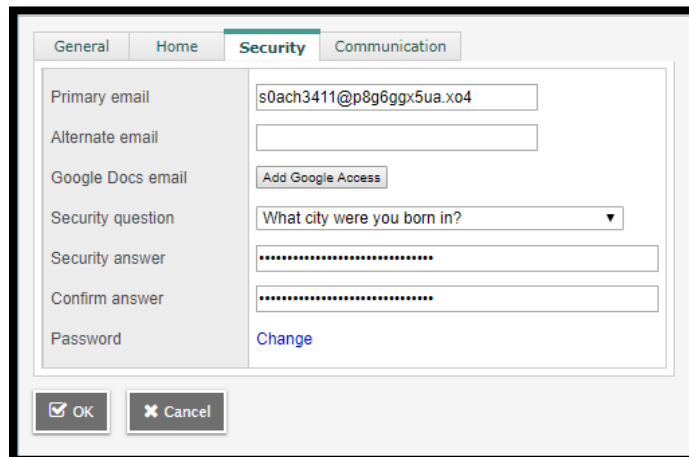 General Home Security Communication
Primary email s0ach3411@p8g6ggx5ua.xo4
Alternate email
Google Docs email Add Google Access
Security question What city were you born in?
Security answer •••••••••••••••••••••••••••••••
Confirm answer •••••••••••••••••••••••••••••••
Password Change
OK Cancel